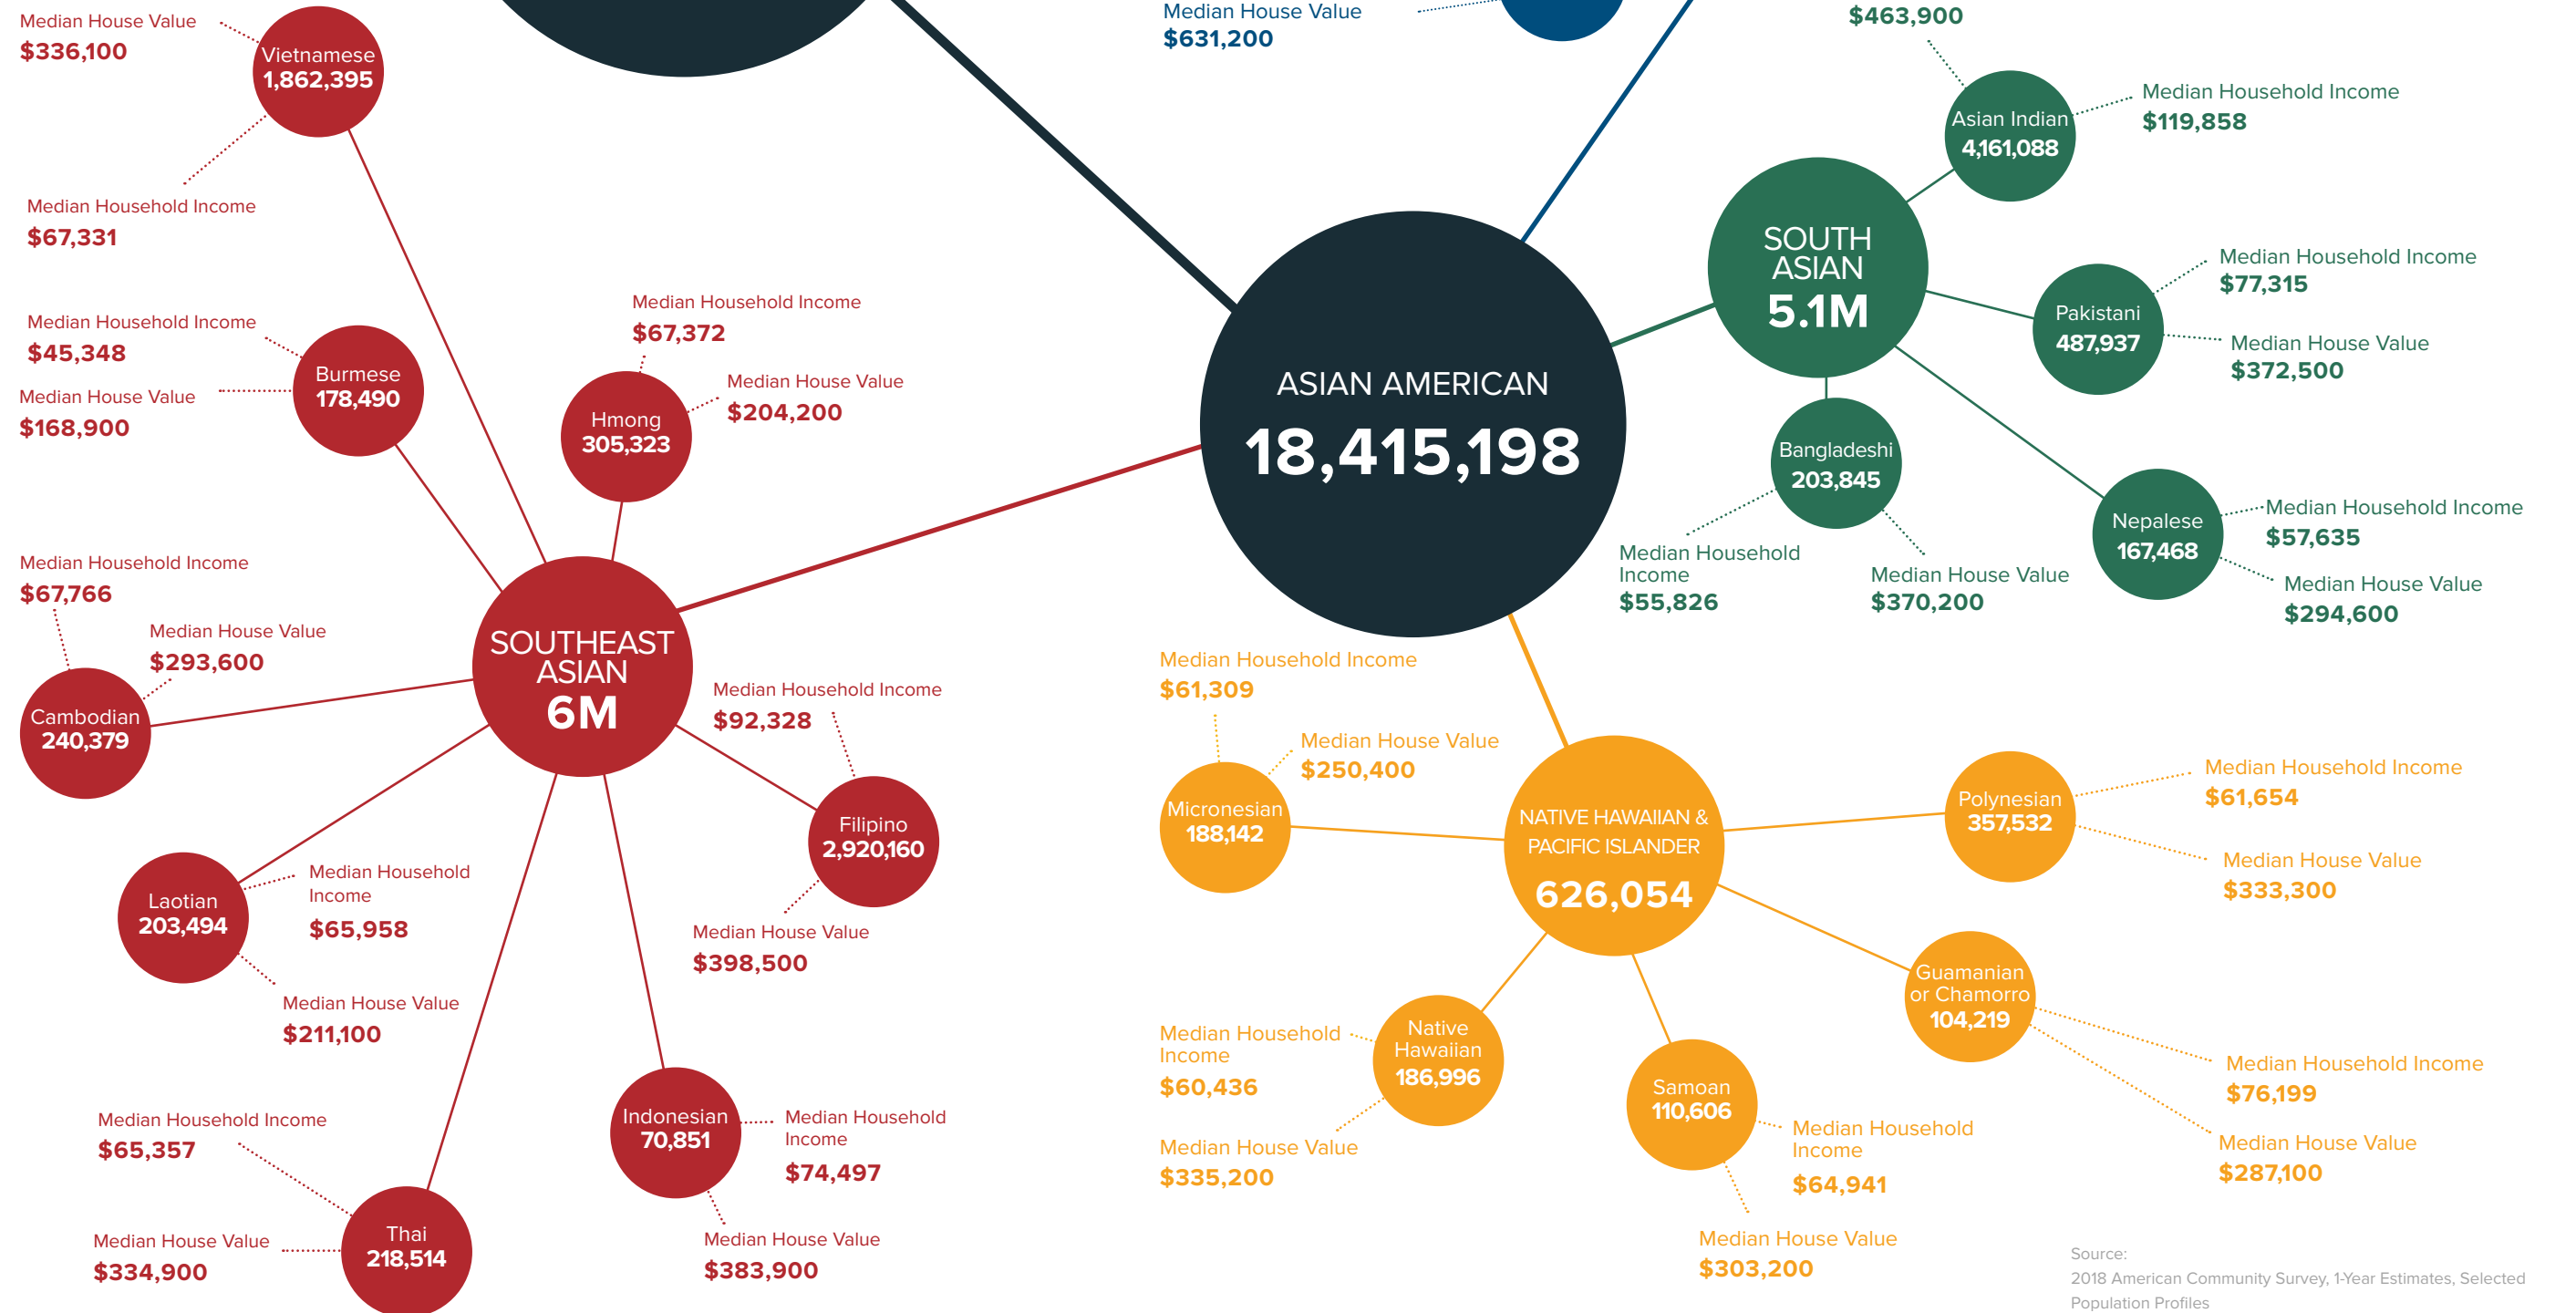 Median House Value
$336,100
Vietnamese
1,862,395
Median Household Income
$67,331
Median Household Income
$45,348
Median House Value
$168,900
Burmese
178,490
Median Household Income
$67,372
Median House Value
$204,200
Hmong
305,323
Median Household Income
$67,766
Median House Value
$293,600
Cambodian
240,379
SOUTHEAST
ASIAN
6M
Median Household Income
$92,328
Filipino
2,920,160
Median House Value
$398,500
Laotian
203,494
Median Household
Income
$65,958
Median House Value
$211,100
Median Household Income
$65,357
Median House Value
$334,900
Thai
218,514
Indonesian
70,851
Median Household
Income
$74,497
Median House Value
$383,900
Median House Value
$631,200
ASIAN AMERICAN
18,415,198
$463,900
Asian Indian
4,161,088
Median Household Income
$119,858
SOUTH
ASIAN
5.1M
Pakistani
487,937
Median Household Income
$77,315
Median House Value
$372,500
Bangladeshi
203,845
Median Household
Income
$55,826
Median House Value
$370,200
Nepalese
167,468
Median Household Income
$57,635
Median House Value
$294,600
Median Household Income
$61,309
Median House Value
$250,400
Micronesian
188,142
NATIVE HAWAIIAN &
PACIFIC ISLANDER
626,054
Polynesian
357,532
Median Household Income
$61,654
Median House Value
$333,300
Guamanian
or Chamorro
104,219
Median Household Income
$76,199
Median House Value
$287,100
Median Household
Income
$60,436
Native
Hawaiian
186,996
Median House Value
$335,200
Samoan
110,606
Median Household
Income
$64,941
Median House Value
$303,200
Source:
2018 American Community Survey, 1-Year Estimates, Selected
Population Profiles